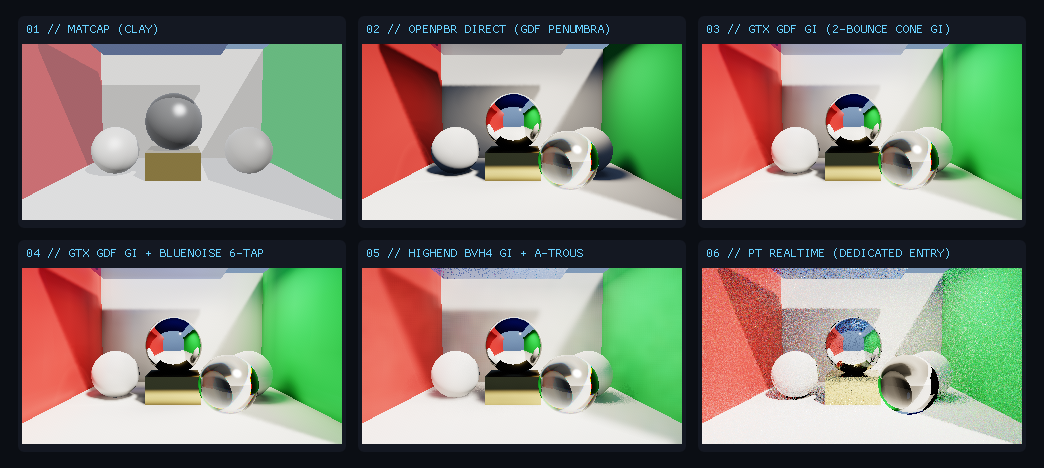 01 // MATCAP (CLAY)
02 // OPENPBR DIRECT (GDF PENUMBRA)
03 // GTX GDF GI (2-BOUNCE CONE GI)
04 // GTX GDF GI + BLUENOISE 6-TAP
05 // HIGHEND BVH4 GI + A-TROUS
06 // PT REALTIME (DEDICATED ENTRY)